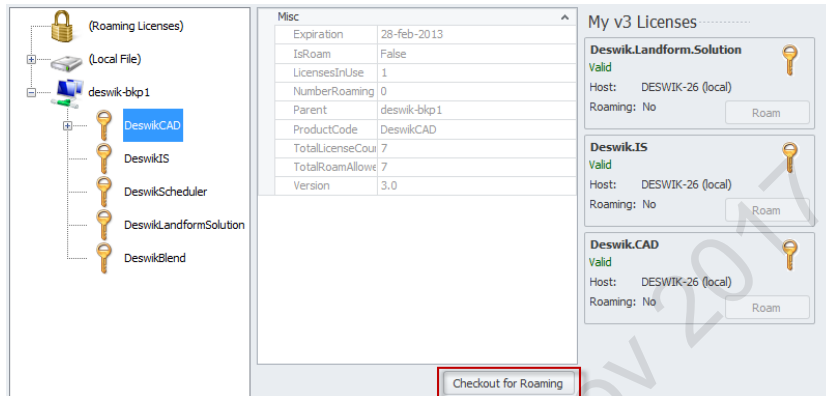 (Roaming Licenses)
(Local File)
deswik-bkp1
DeswikCAD
DeswikIS
DeswikScheduler
DeswikLandformSolution
DeswikBlend
Misc
Expiration 28-feb-2013
IsRoam False
LicensesInUse 1
NumberRoaming 0
Parent deswik-bkp1
ProductCode DeswikCAD
TotalLicenseCour 7
TotalRoamAllowe 7
Version 3.0
Checkout for Roaming
My v3 Licenses
Deswik.Landform.Solution
Valid
Host: DESWIK-26 (local)
Roaming: No Roam
Deswik.IS
Valid
Host: DESWIK-26 (local)
Roaming: No Roam
Deswik.CAD
Valid
Host: DESWIK-26 (local)
Roaming: No Roam
2017